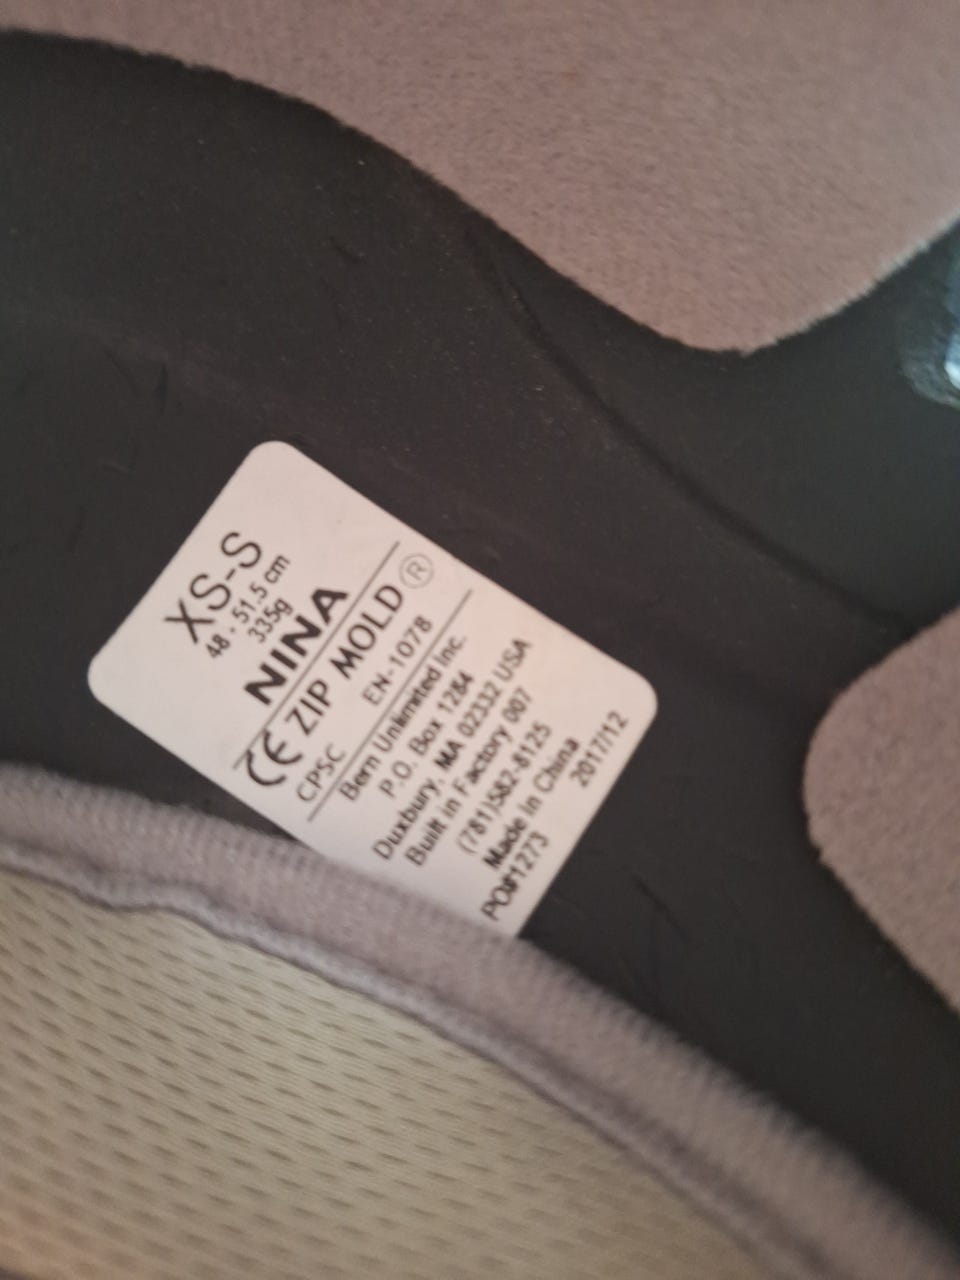 XS-S
48 - 51.5 cm
335g
NINA
CE ZIP MOLD ®
CPSC EN-1078
Bern Unlimited Inc.
P.O. Box 1284
Duxbury, MA 02332 USA
Built in Factory 007
(781)582-8125
Made in China
PO#1273 2017/12